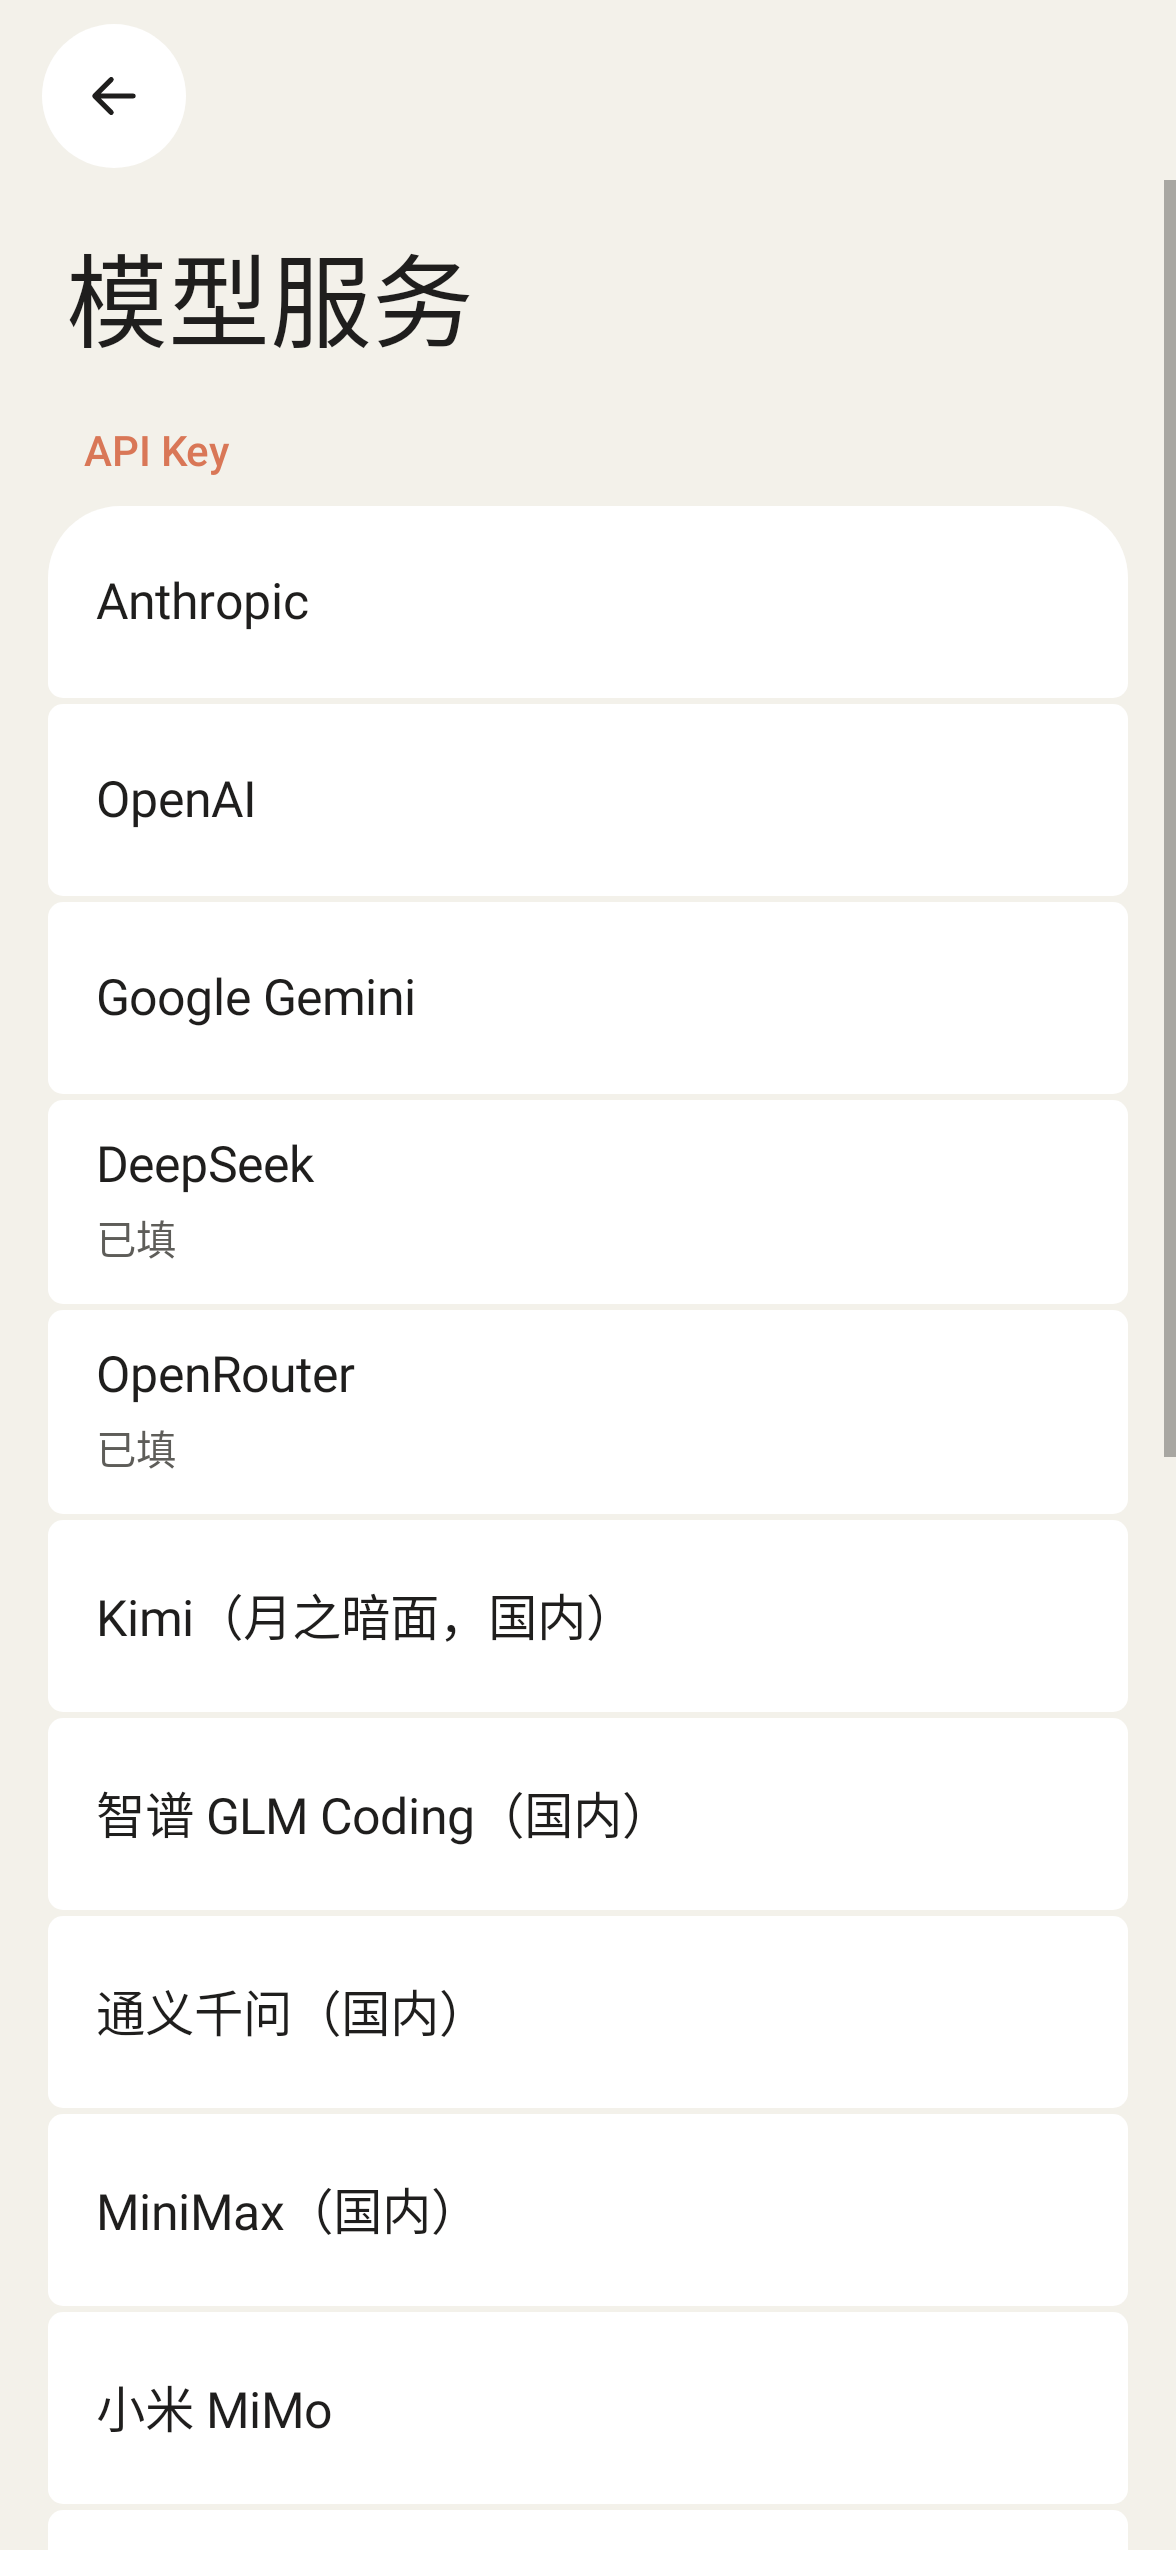 模型服务
API Key
Anthropic
OpenAI
Google Gemini
DeepSeek
已填
OpenRouter
已填
Kimi（月之暗面，国内）
智谱 GLM Coding（国内）
通义千问（国内）
MiniMax（国内）
小米 MiMo